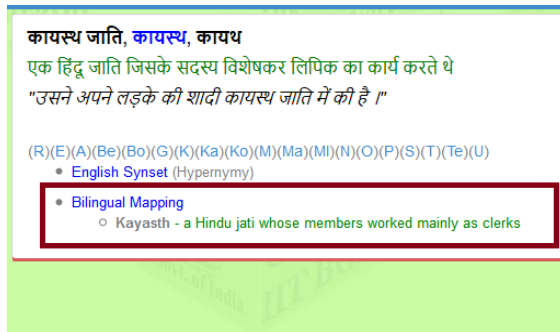 कायस्थ जाति, कायस्थ, कायथ
एक हिंदू जाति जिसके सदस्य विशेषकर लिपिक का कार्य करते थे
"उसने अपने लड़के की शादी कायस्थ जाति में की है ।"
(R)(E)(A)(Be)(Bo)(G)(K)(Ka)(Ko)(M)(Ma)(Ml)(N)(O)(P)(S)(T)(Te)(U)
English Synset (Hypernymy)
Bilingual Mapping
Kayasth - a Hindu jati whose members worked mainly as clerks